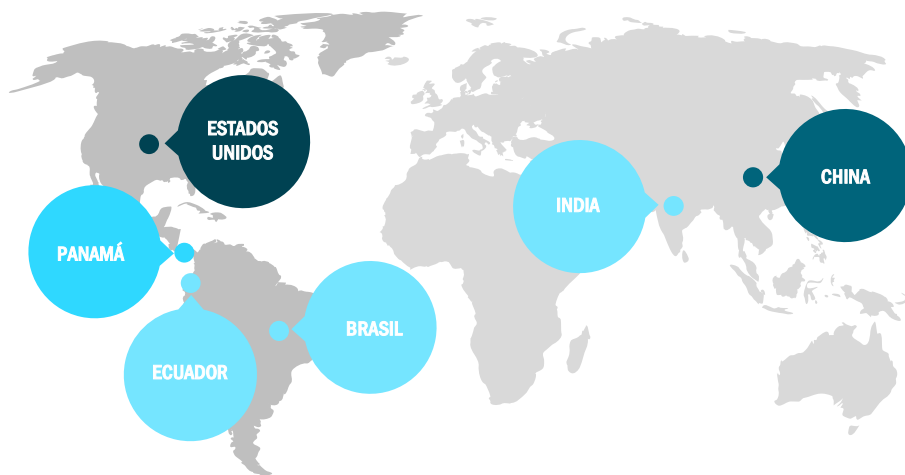 ESTADOS
UNIDOS
CHINA
INDIA
PANAMÁ
BRASIL
ECUADOR